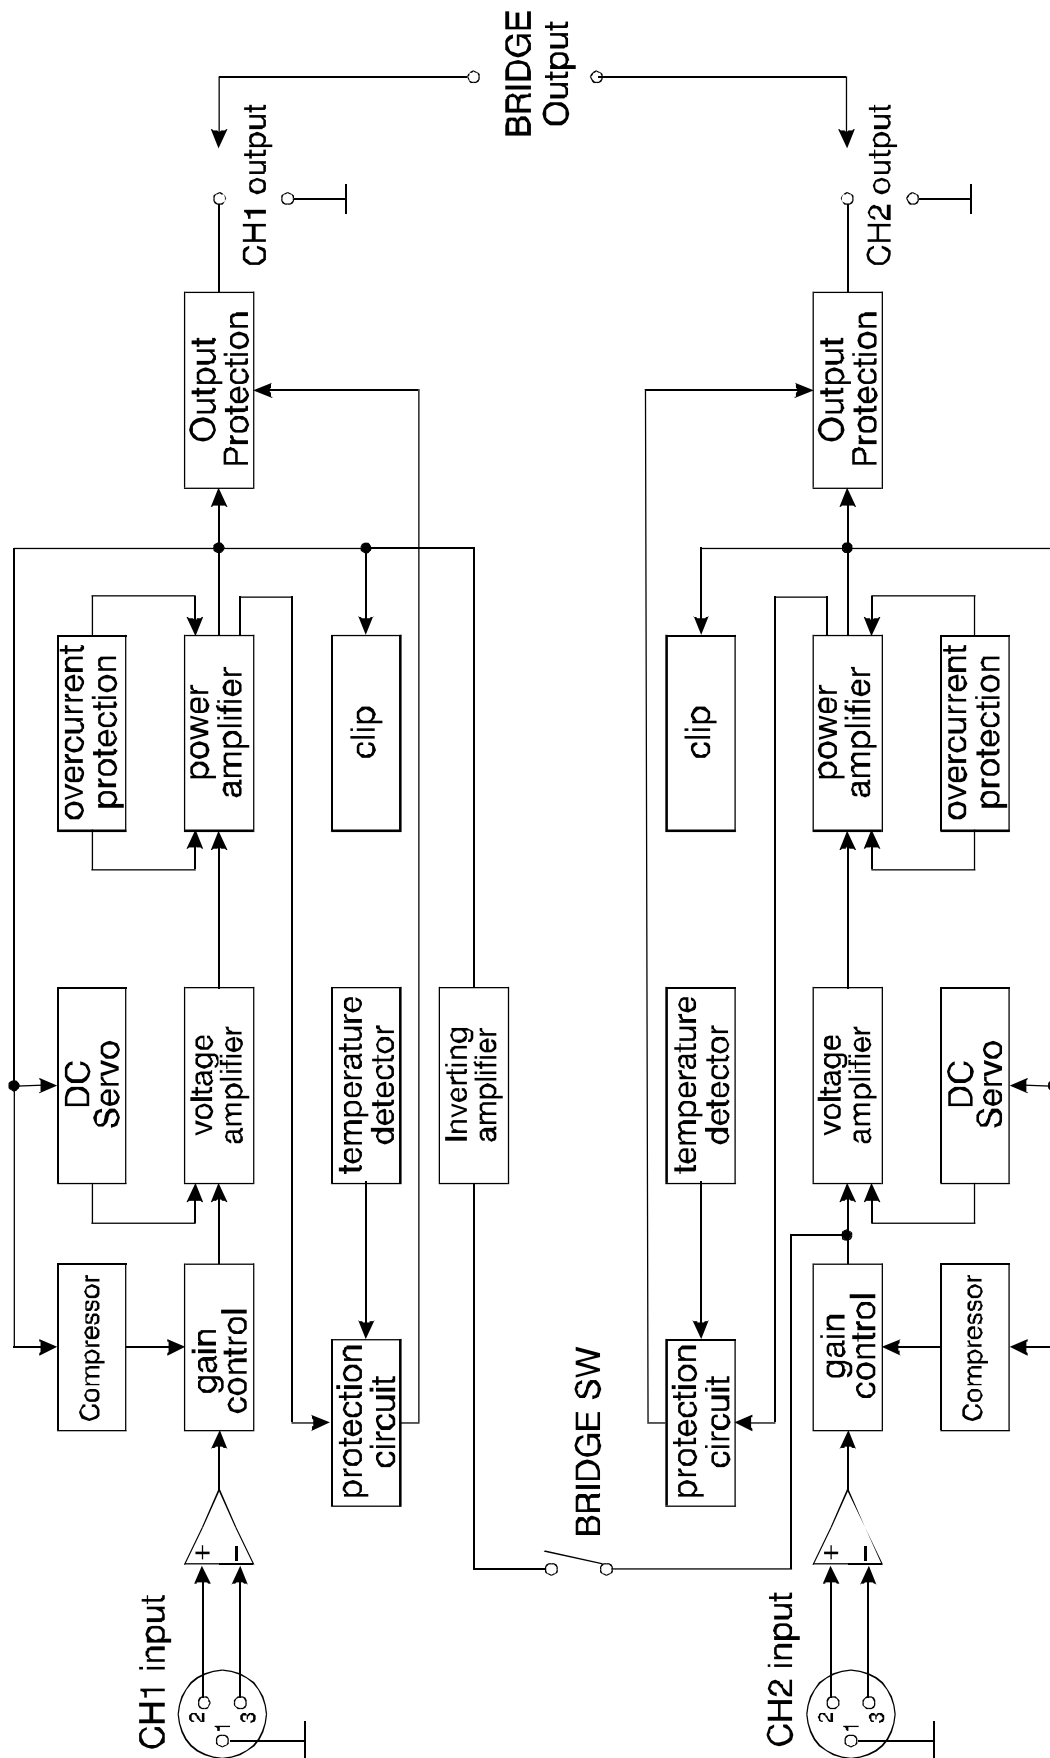 CH1 input
2
1
3
+
−
Compressor
gain
control
DC
Servo
voltage
amplifier
overcurrent
protection
power
amplifier
Output
Protection
CH1 output
protection
circuit
temperature
detector
clip
Inverting
amplifier
BRIDGE SW
BRIDGE
Output
protection
circuit
temperature
detector
clip
CH2 input
2
1
3
+
−
gain
control
voltage
amplifier
power
amplifier
Output
Protection
CH2 output
Compressor
DC
Servo
overcurrent
protection